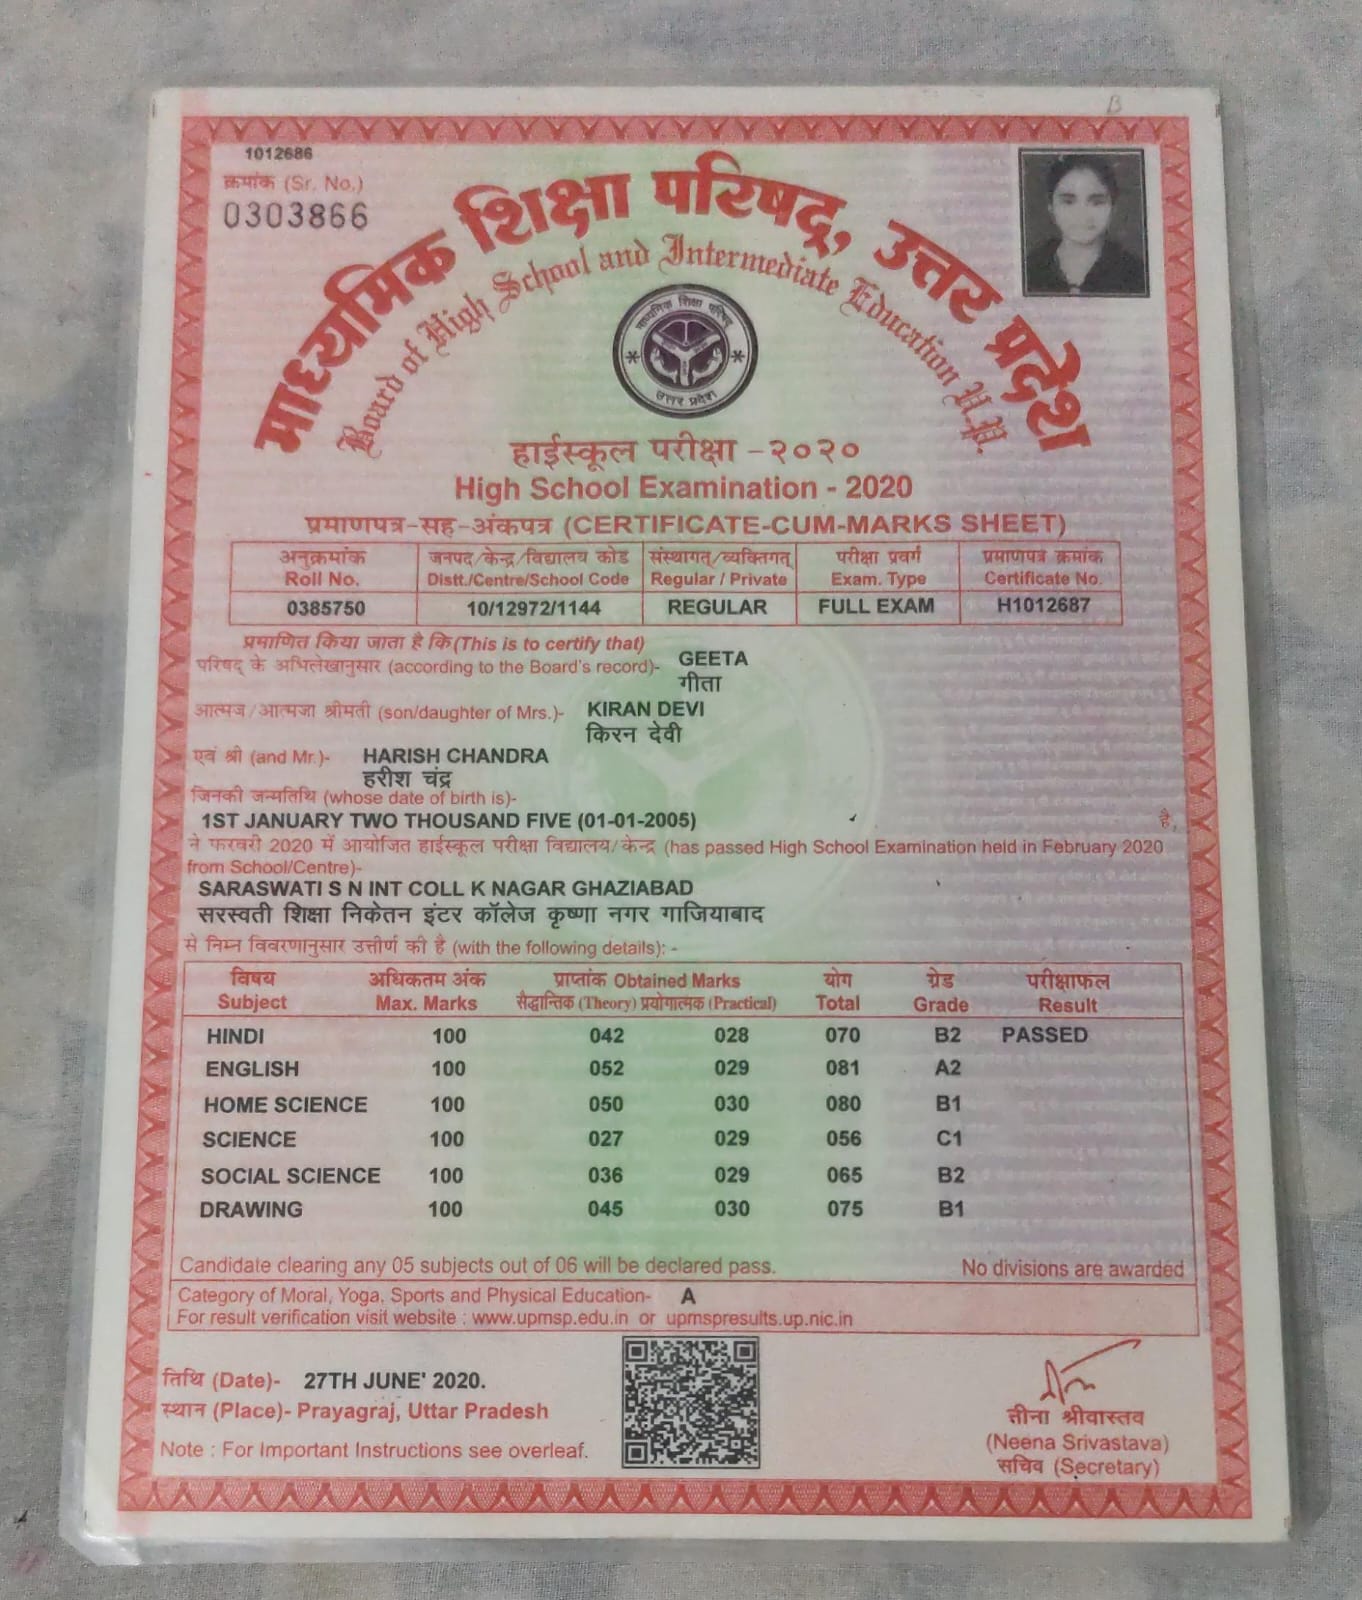 B
1012686
क्रमांक (Sr. No.)
0303866
माध्यमिक शिक्षा परिषद्, उत्तर प्रदेश
Board of High School and Intermediate Education U.P.
माध्यमिक शिक्षा परिषद्
उत्तर प्रदेश
हाईस्कूल परीक्षा -२०२०
High School Examination - 2020
प्रमाणपत्र-सह-अंकपत्र (CERTIFICATE-CUM-MARKS SHEET)
अनुक्रमांक जनपद/केन्द्र/विद्यालय कोड संस्थागत्/व्यक्तिगत् परीक्षा प्रवर्ग प्रमाणपत्र क्रमांक
Roll No. Distt./Centre/School Code Regular / Private Exam. Type Certificate No.
0385750 10/12972/1144 REGULAR FULL EXAM H1012687
प्रमाणित किया जाता है कि(This is to certify that)
परिषद् के अभिलेखानुसार (according to the Board's record)- GEETA
गीता
आत्मज/आत्मजा श्रीमती (son/daughter of Mrs.)- KIRAN DEVI
किरन देवी
एवं श्री (and Mr.)- HARISH CHANDRA
हरीश चंद्र
जिनकी जन्मतिथि (whose date of birth is)-
1ST JANUARY TWO THOUSAND FIVE (01-01-2005) है,
ने फरवरी 2020 में आयोजित हाईस्कूल परीक्षा विद्यालय/केन्द्र (has passed High School Examination held in February 2020
from School/Centre)-
SARASWATI S N INT COLL K NAGAR GHAZIABAD
सरस्वती शिक्षा निकेतन इंटर कॉलेज कृष्णा नगर गाजियाबाद
से निम्न विवरणानुसार उत्तीर्ण की है (with the following details): -
विषय अधिकतम अंक प्राप्तांक Obtained Marks योग ग्रेड परीक्षाफल
Subject Max. Marks सैद्धान्तिक (Theory) प्रयोगात्मक (Practical) Total Grade Result
HINDI 100 042 028 070 B2 PASSED
ENGLISH 100 052 029 081 A2
HOME SCIENCE 100 050 030 080 B1
SCIENCE 100 027 029 056 C1
SOCIAL SCIENCE 100 036 029 065 B2
DRAWING 100 045 030 075 B1
Candidate clearing any 05 subjects out of 06 will be declared pass. No divisions are awarded
Category of Moral, Yoga, Sports and Physical Education- A
For result verification visit website : www.upmsp.edu.in or upmspresults.up.nic.in
तिथि (Date)- 27TH JUNE' 2020.
स्थान (Place)- Prayagraj, Uttar Pradesh
Note : For Important Instructions see overleaf.
नीना श्रीवास्तव
(Neena Srivastava)
सचिव (Secretary)